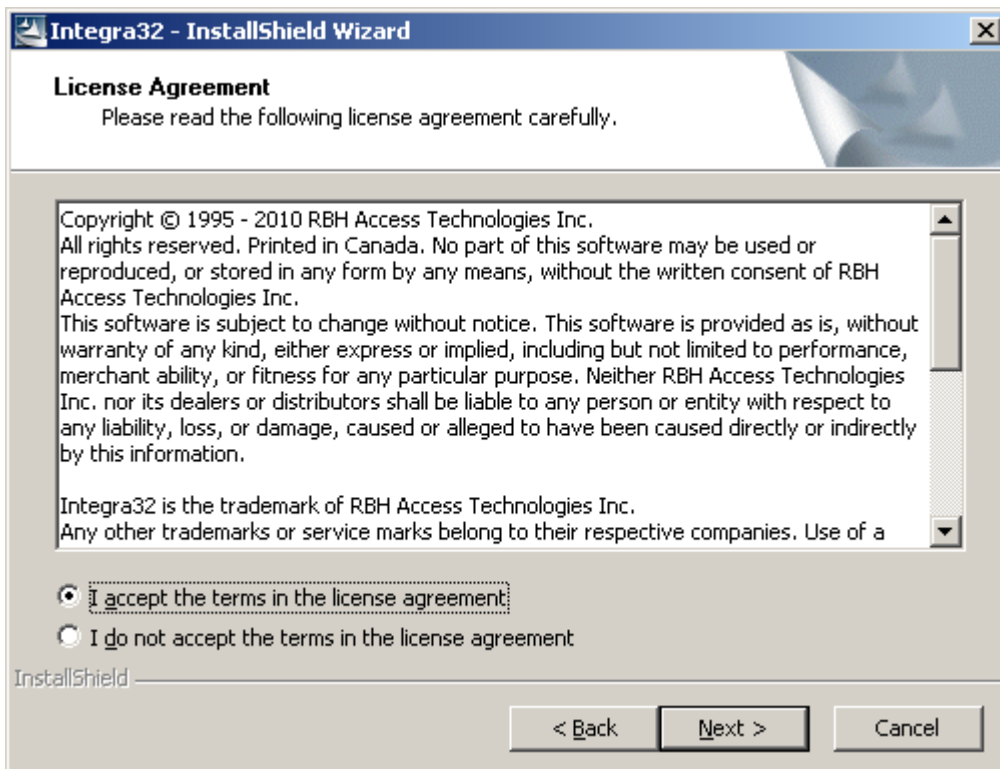 Integra32 - InstallShield Wizard
License Agreement
Please read the following license agreement carefully.
Copyright © 1995 - 2010 RBH Access Technologies Inc.
All rights reserved. Printed in Canada. No part of this software may be used or
reproduced, or stored in any form by any means, without the written consent of RBH
Access Technologies Inc.
This software is subject to change without notice. This software is provided as is, without
warranty of any kind, either express or implied, including but not limited to performance,
merchant ability, or fitness for any particular purpose. Neither RBH Access Technologies
Inc. nor its dealers or distributors shall be liable to any person or entity with respect to
any liability, loss, or damage, caused or alleged to have been caused directly or indirectly
by this information.
Integra32 is the trademark of RBH Access Technologies Inc.
Any other trademarks or service marks belong to their respective companies. Use of a
I accept the terms in the license agreement
I do not accept the terms in the license agreement
InstallShield
< Back Next > Cancel